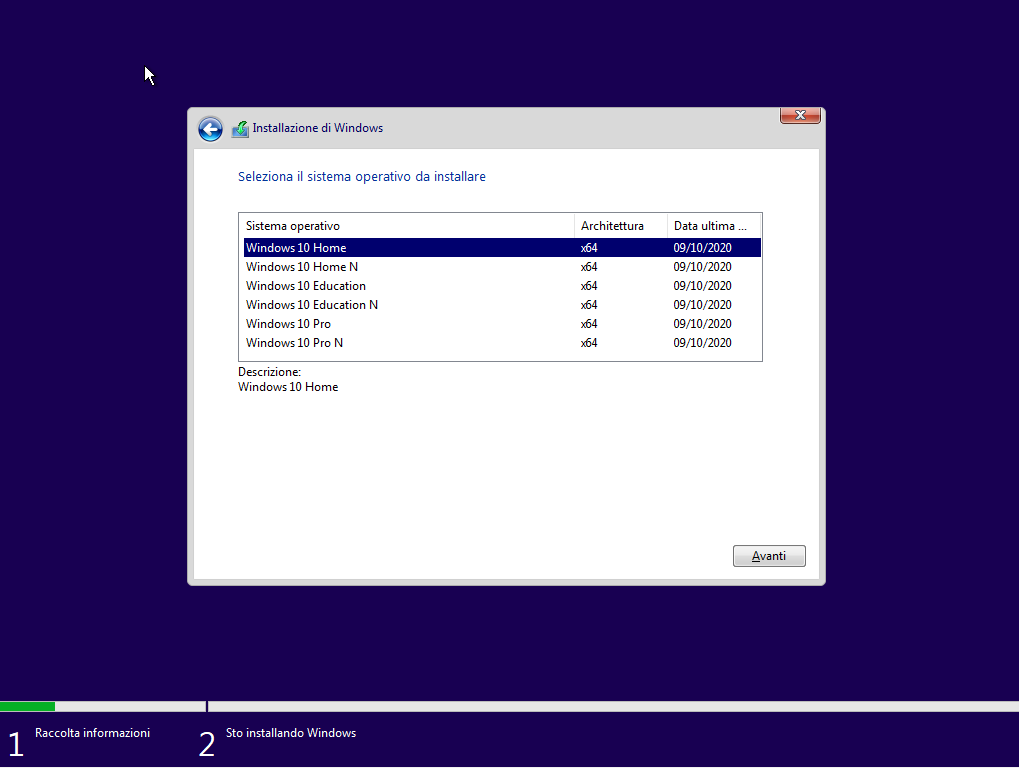 Installazione di Windows
Seleziona il sistema operativo da installare
Sistema operativo Architettura Data ultima ...
Windows 10 Home x64 09/10/2020
Windows 10 Home N x64 09/10/2020
Windows 10 Education x64 09/10/2020
Windows 10 Education N x64 09/10/2020
Windows 10 Pro x64 09/10/2020
Windows 10 Pro N x64 09/10/2020
Descrizione:
Windows 10 Home
Avanti
1 Raccolta informazioni 2 Sto installando Windows